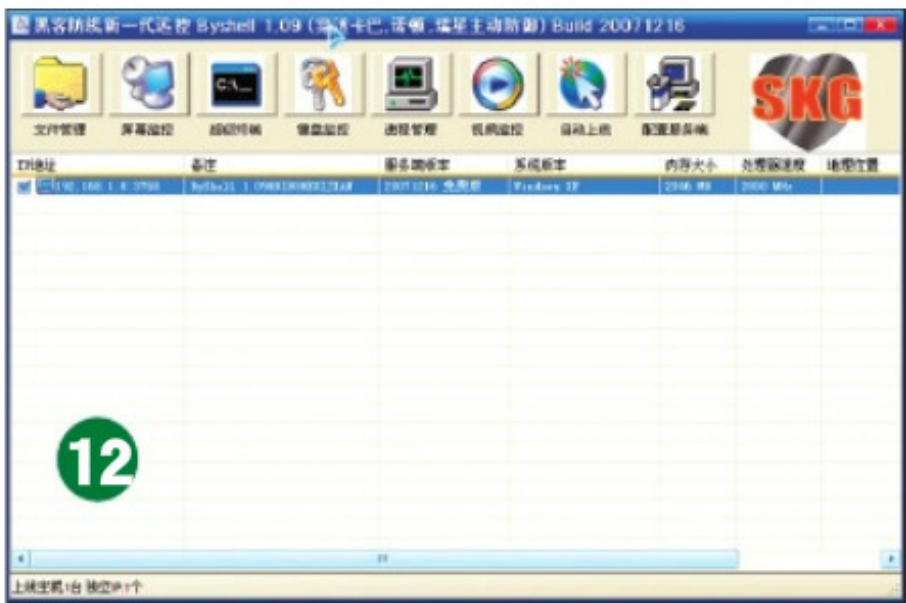 黑客防线新一代远控 Byshell 1.09 (穿透卡巴,诺顿,瑞星主动防御) Build 20071216
文件管理 屏幕监控 超级终端 键盘监控 进程管理 视频监控 自动上线 配置服务端
SKG
IP地址 备注 服务端版本 系统版本 内存大小 处理器速度 地理位置
20071216 免费版 Windows XP 2046 MB 2000 MHz
12
上线主机:1台 独立IP:1个